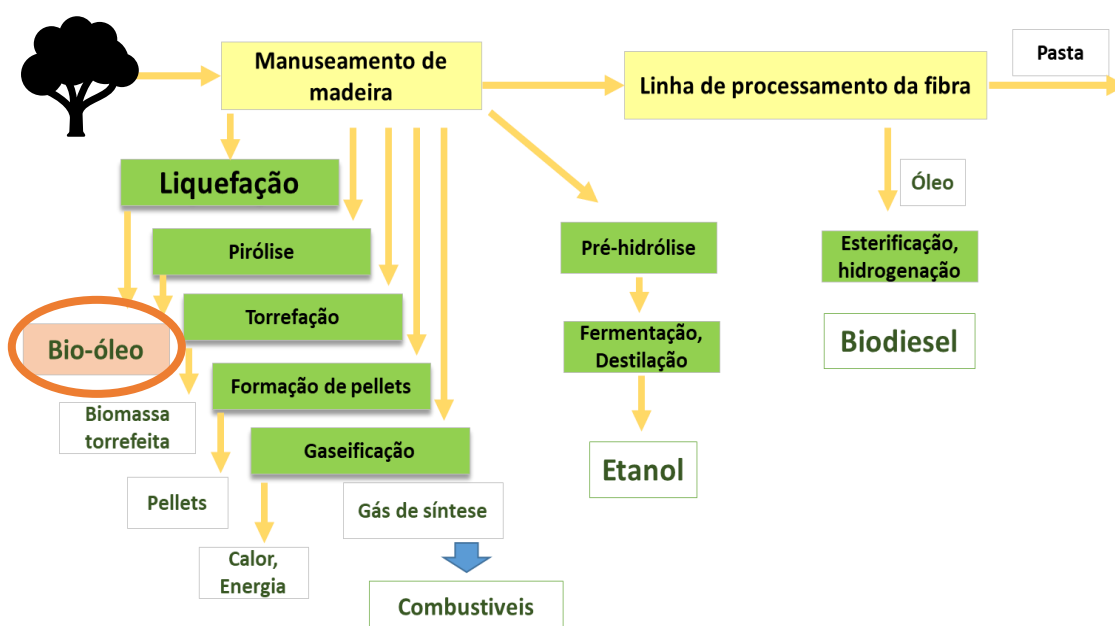 Manuseamento de
madeira
Linha de processamento da fibra
Pasta
Liquefação
Óleo
Pirólise
Pré-hidrólise
Esterificação,
hidrogenação
Torrefação
Fermentação,
Destilação
Bio-óleo
Biodiesel
Formação de pellets
Biomassa
torrefeita
Gaseificação
Etanol
Pellets
Gás de síntese
Calor,
Energia
Combustiveis